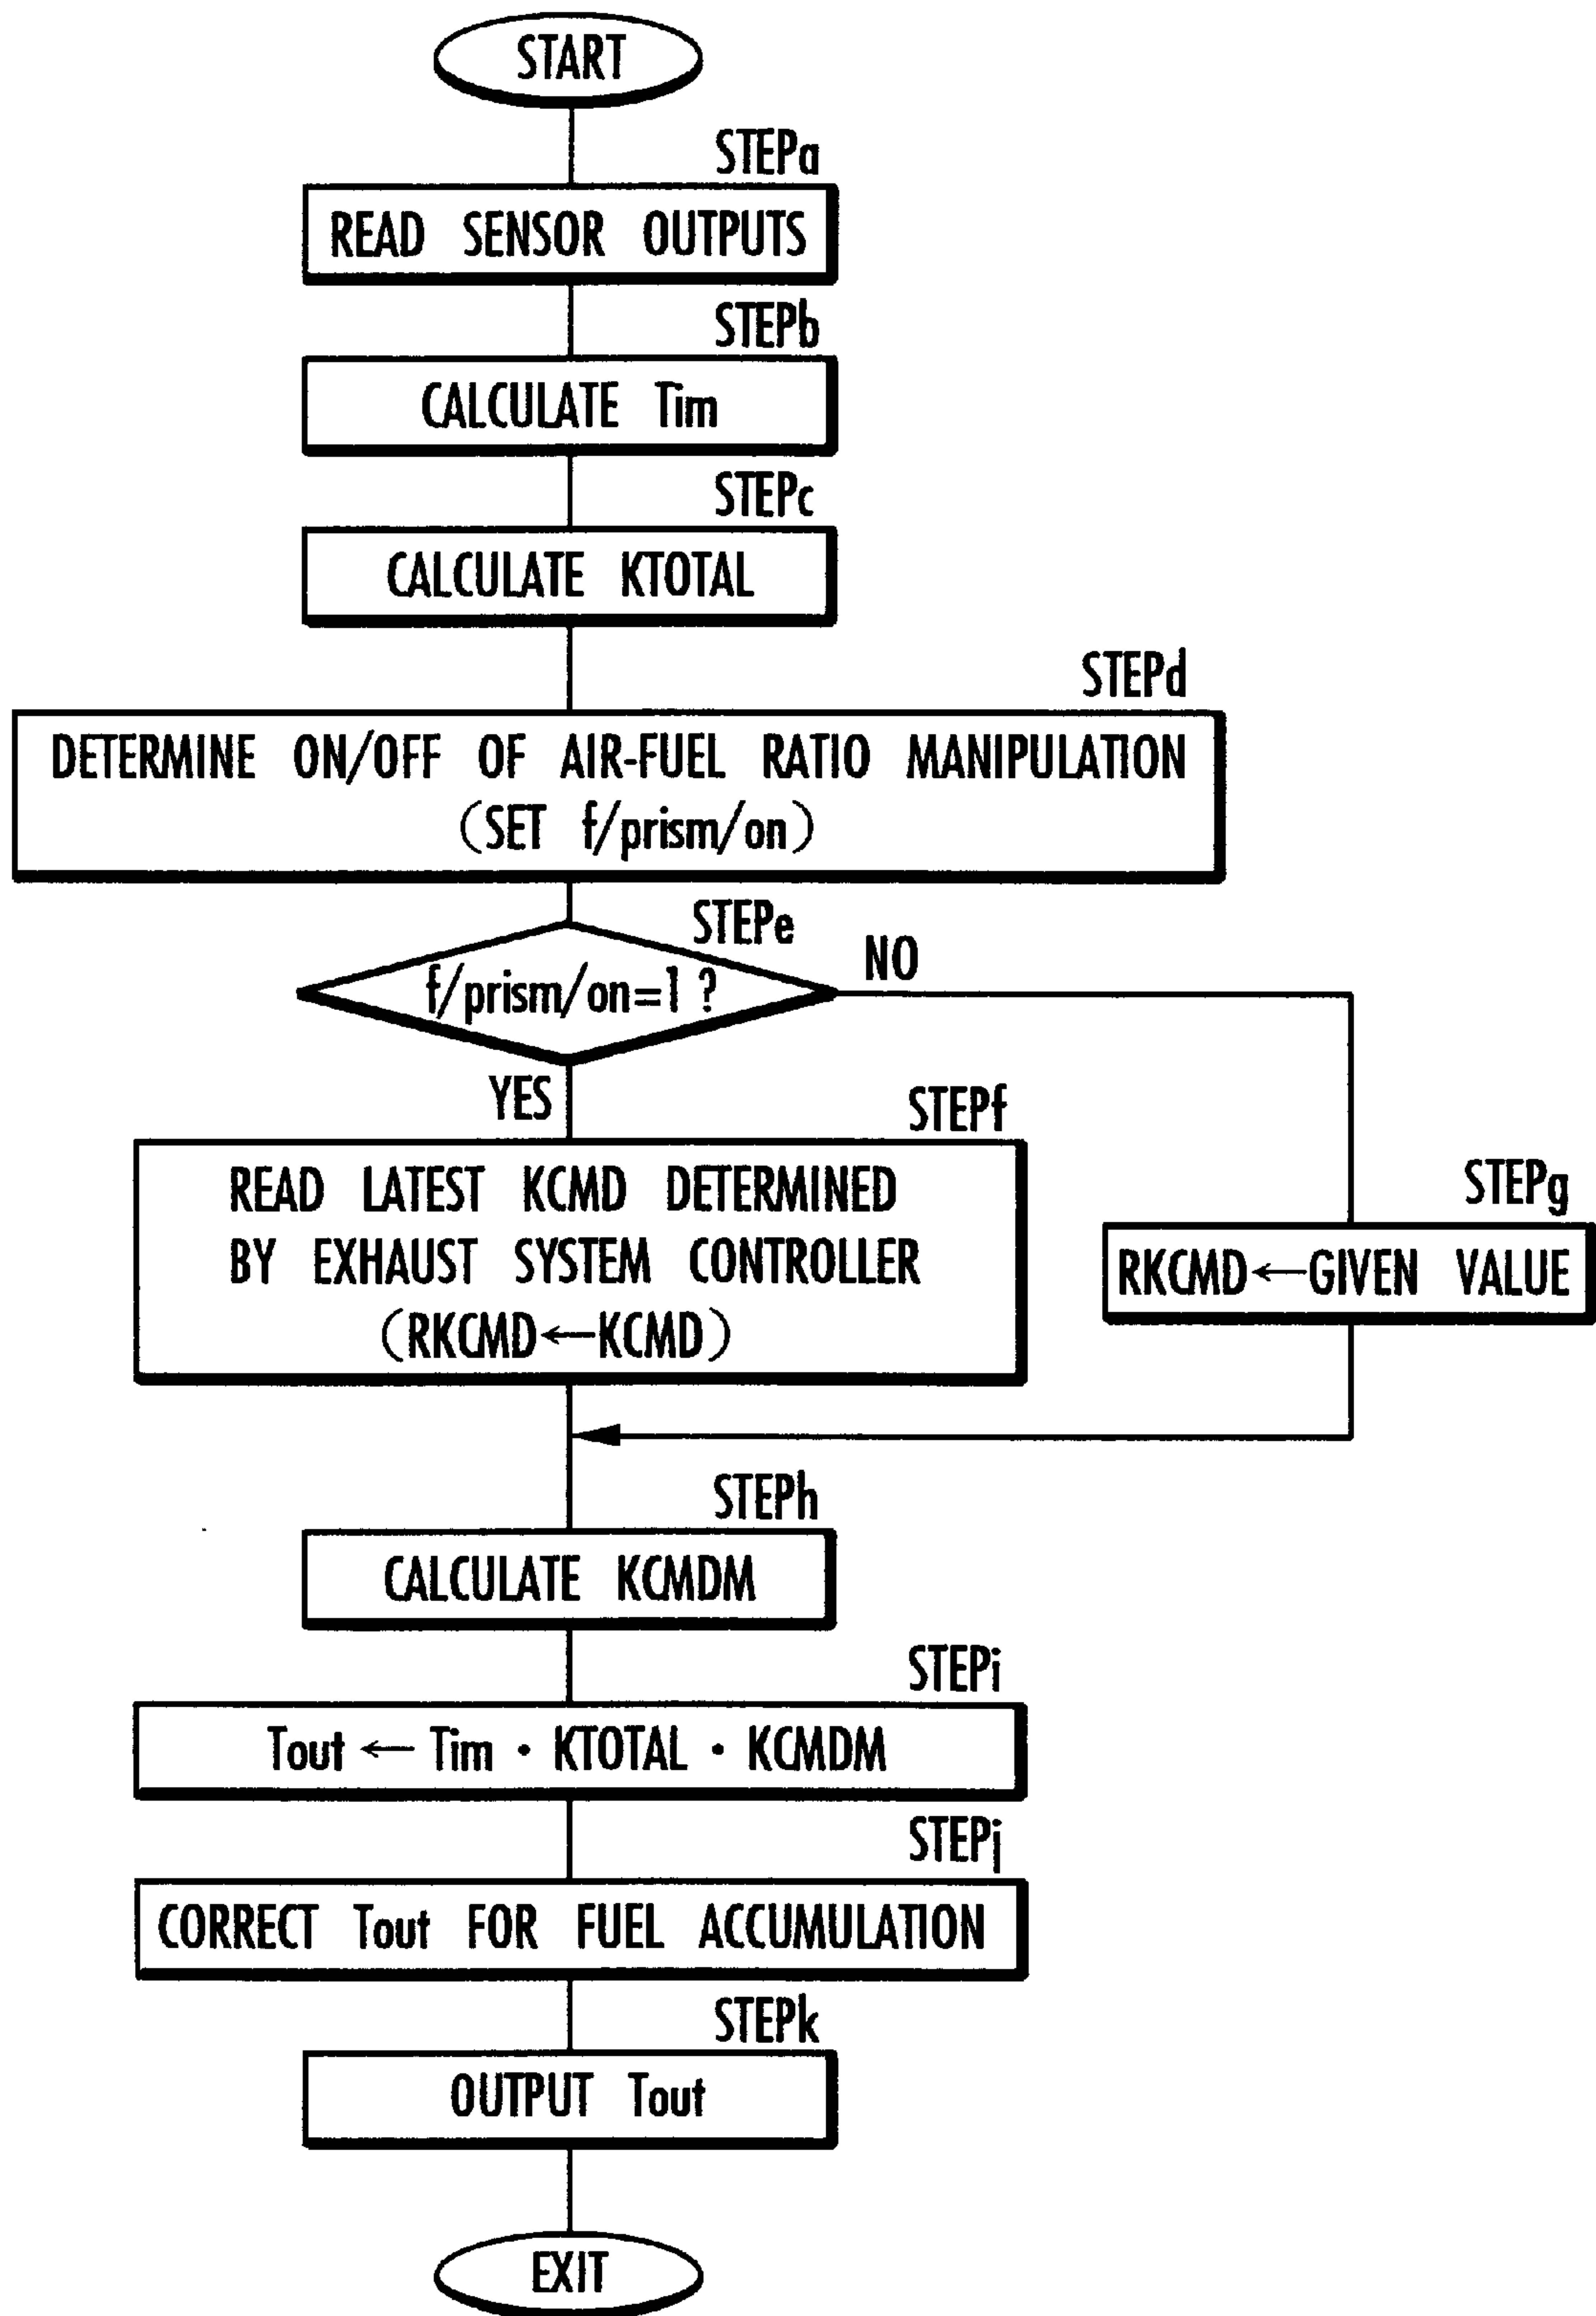 START
STEPa
READ SENSOR OUTPUTS
STEPb
CALCULATE Tim
STEPc
CALCULATE KTOTAL
STEPd
DETERMINE ON/OFF OF AIR-FUEL RATIO MANIPULATION
(SET f/prism/on)
STEPe
f/prism/on=1 ?
NO
YES
STEPf
READ LATEST KCMD DETERMINED
BY EXHAUST SYSTEM CONTROLLER
(RKCMD←KCMD)
STEPg
RKCMD←GIVEN VALUE
STEPh
CALCULATE KCMDM
STEPi
Tout ← Tim · KTOTAL · KCMDM
STEPj
CORRECT Tout FOR FUEL ACCUMULATION
STEPk
OUTPUT Tout
EXIT